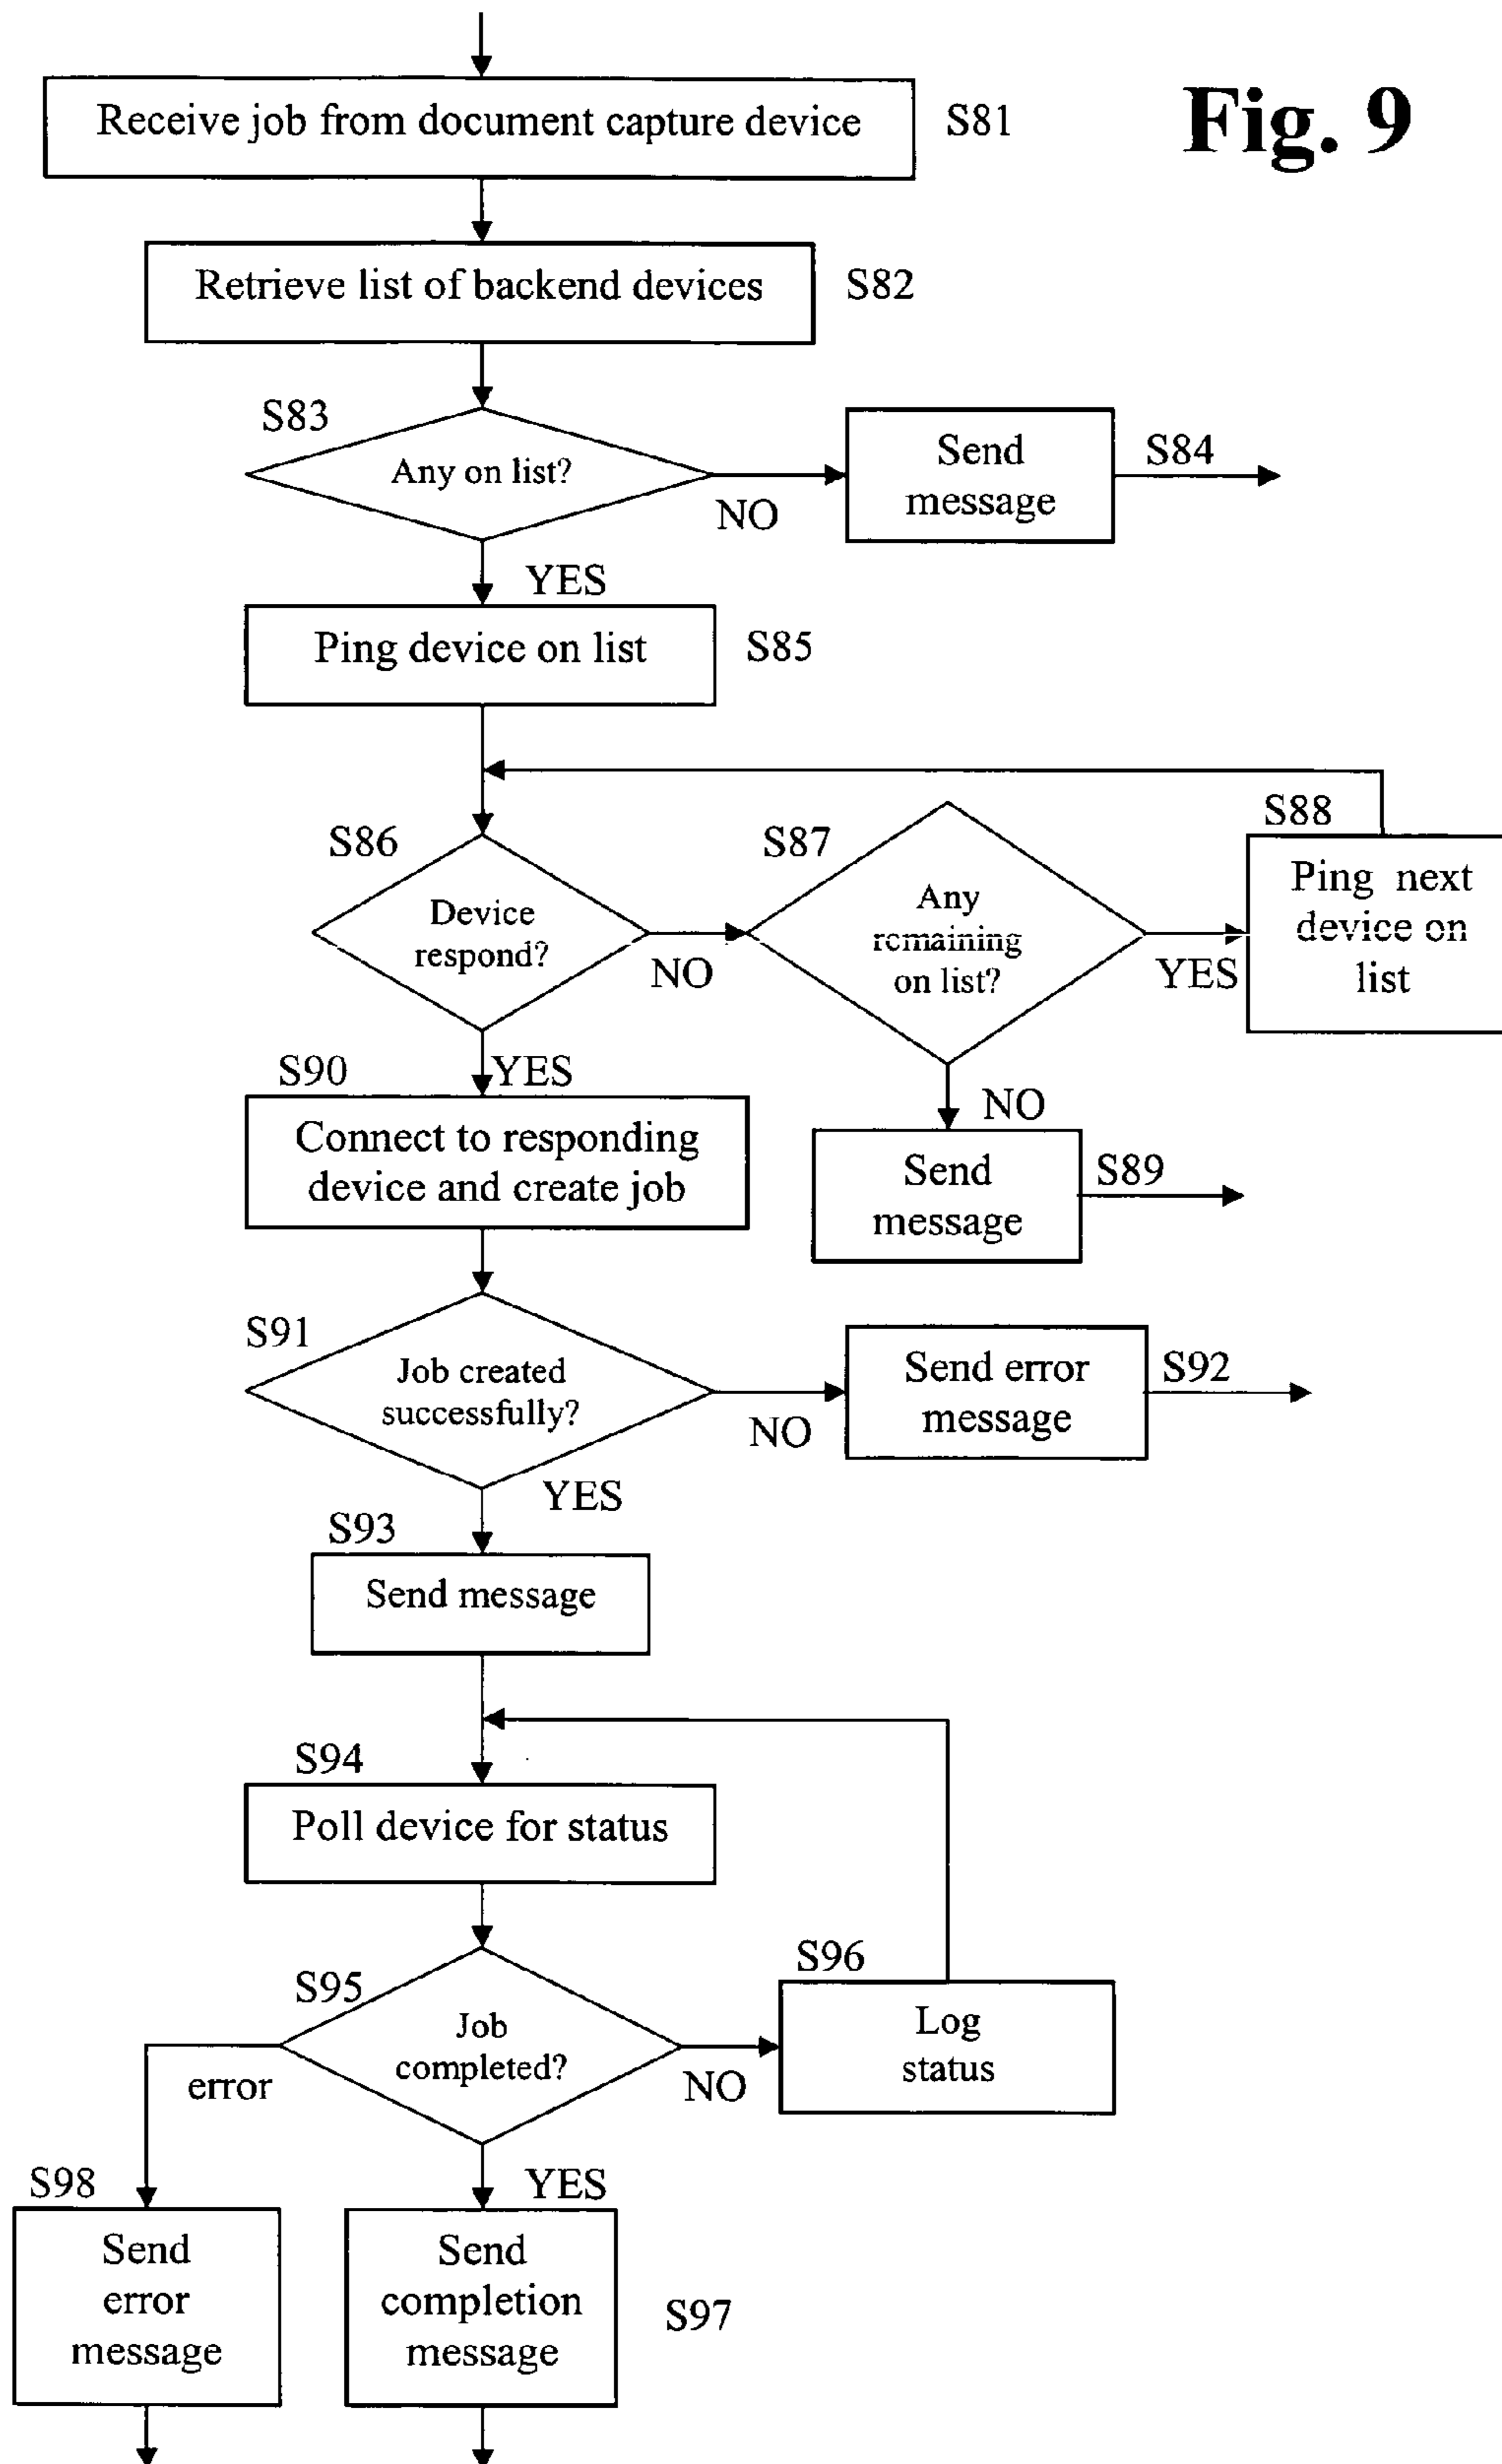 Fig. 9
Receive job from document capture device
S81
Retrieve list of backend devices
S82
S83
Any on list?
NO
Send
message
S84
YES
Ping device on list
S85
S86
Device
respond?
NO
S87
Any
remaining
on list?
YES
S88
Ping next
device on
list
NO
Send
message
S89
YES
S90
Connect to responding
device and create job
S91
Job created
successfully?
NO
Send error
message
S92
YES
S93
Send message
S94
Poll device for status
S95
Job
completed?
NO
S96
Log
status
error
YES
S98
Send
error
message
Send
completion
message
S97